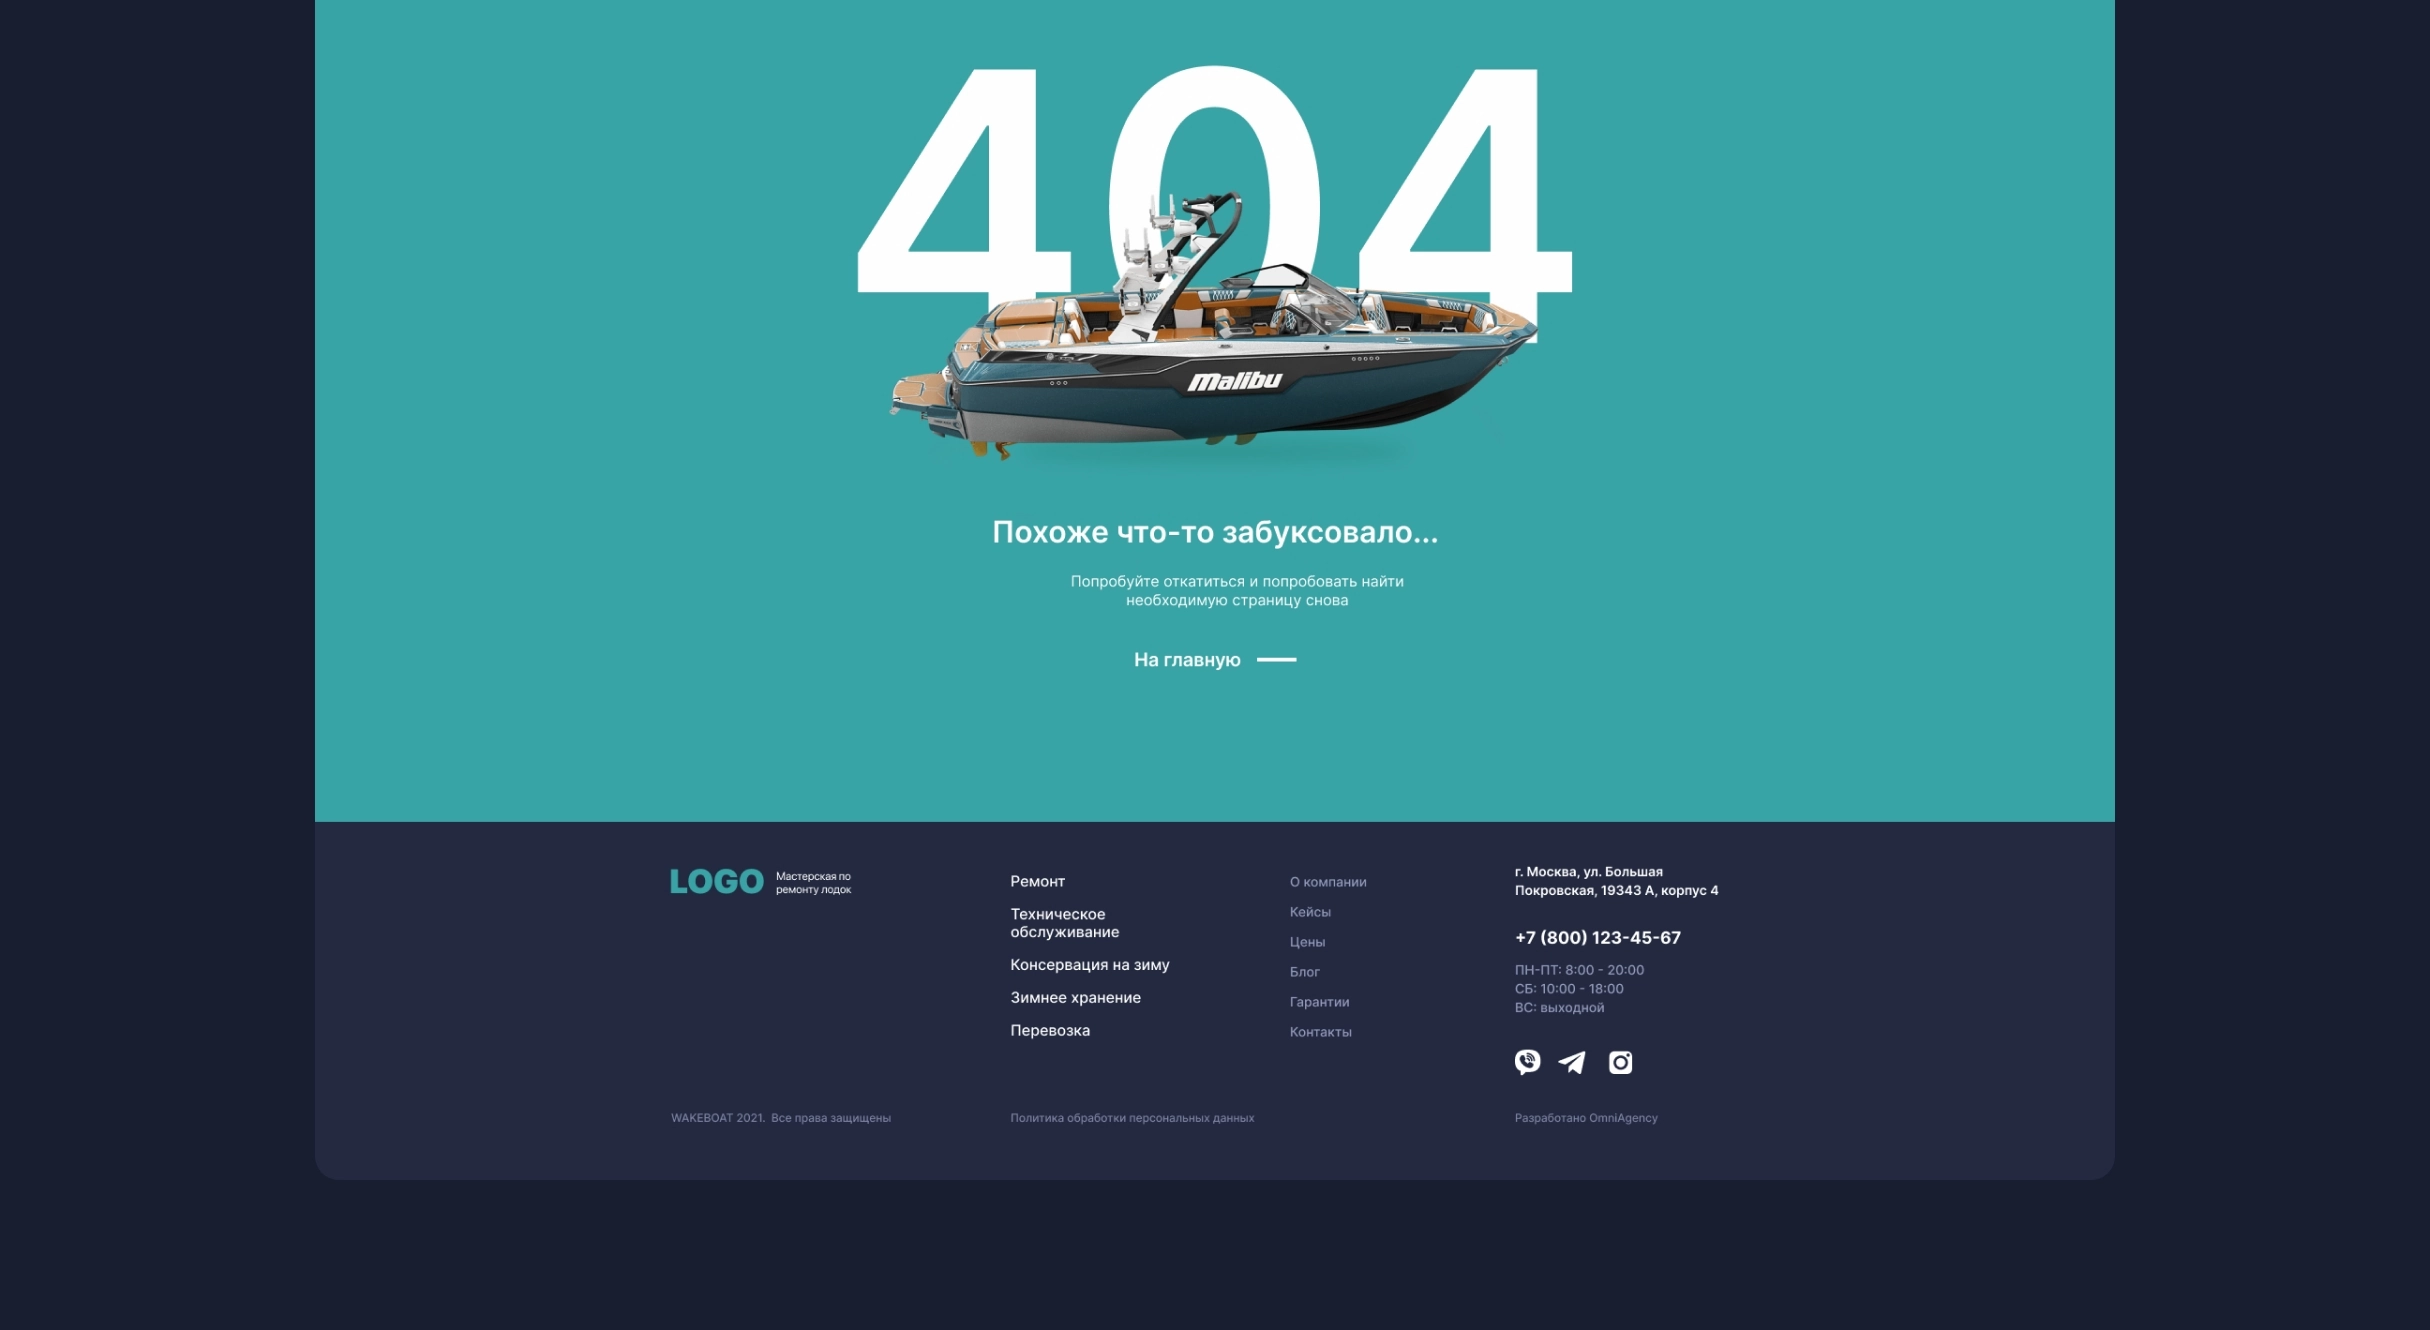 404
Malibu
Похоже что-то забуксовало...
Попробуйте откатиться и попробовать найти
необходимую страницу снова
На главную
LOGO
Мастерская по
ремонту лодок
Ремонт
Техническое
обслуживание
Консервация на зиму
Зимнее хранение
Перевозка
О компании
Кейсы
Цены
Блог
Гарантии
Контакты
г. Москва, ул. Большая
Покровская, 19343 А, корпус 4
+7 (800) 123-45-67
ПН-ПТ: 8:00 - 20:00
СБ: 10:00 - 18:00
ВС: выходной
WAKEBOAT 2021. Все права защищены
Политика обработки персональных данных
Разработано OmniAgency